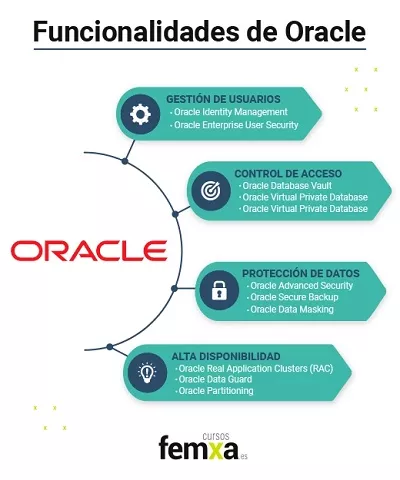 Funcionalidades de Oracle
GESTIÓN DE USUARIOS
· Oracle Identity Management
· Oracle Enterprise User Security
CONTROL DE ACCESO
· Oracle Database Vault
· Oracle Virtual Private Database
· Oracle Virtual Private Database
ORACLE
PROTECCIÓN DE DATOS
· Oracle Advanced Security
· Oracle Secure Backup
· Oracle Data Masking
ALTA DISPONIBILIDAD
· Oracle Real Application Clusters (RAC)
· Oracle Data Guard
· Oracle Partitioning
cursos
femxa.es